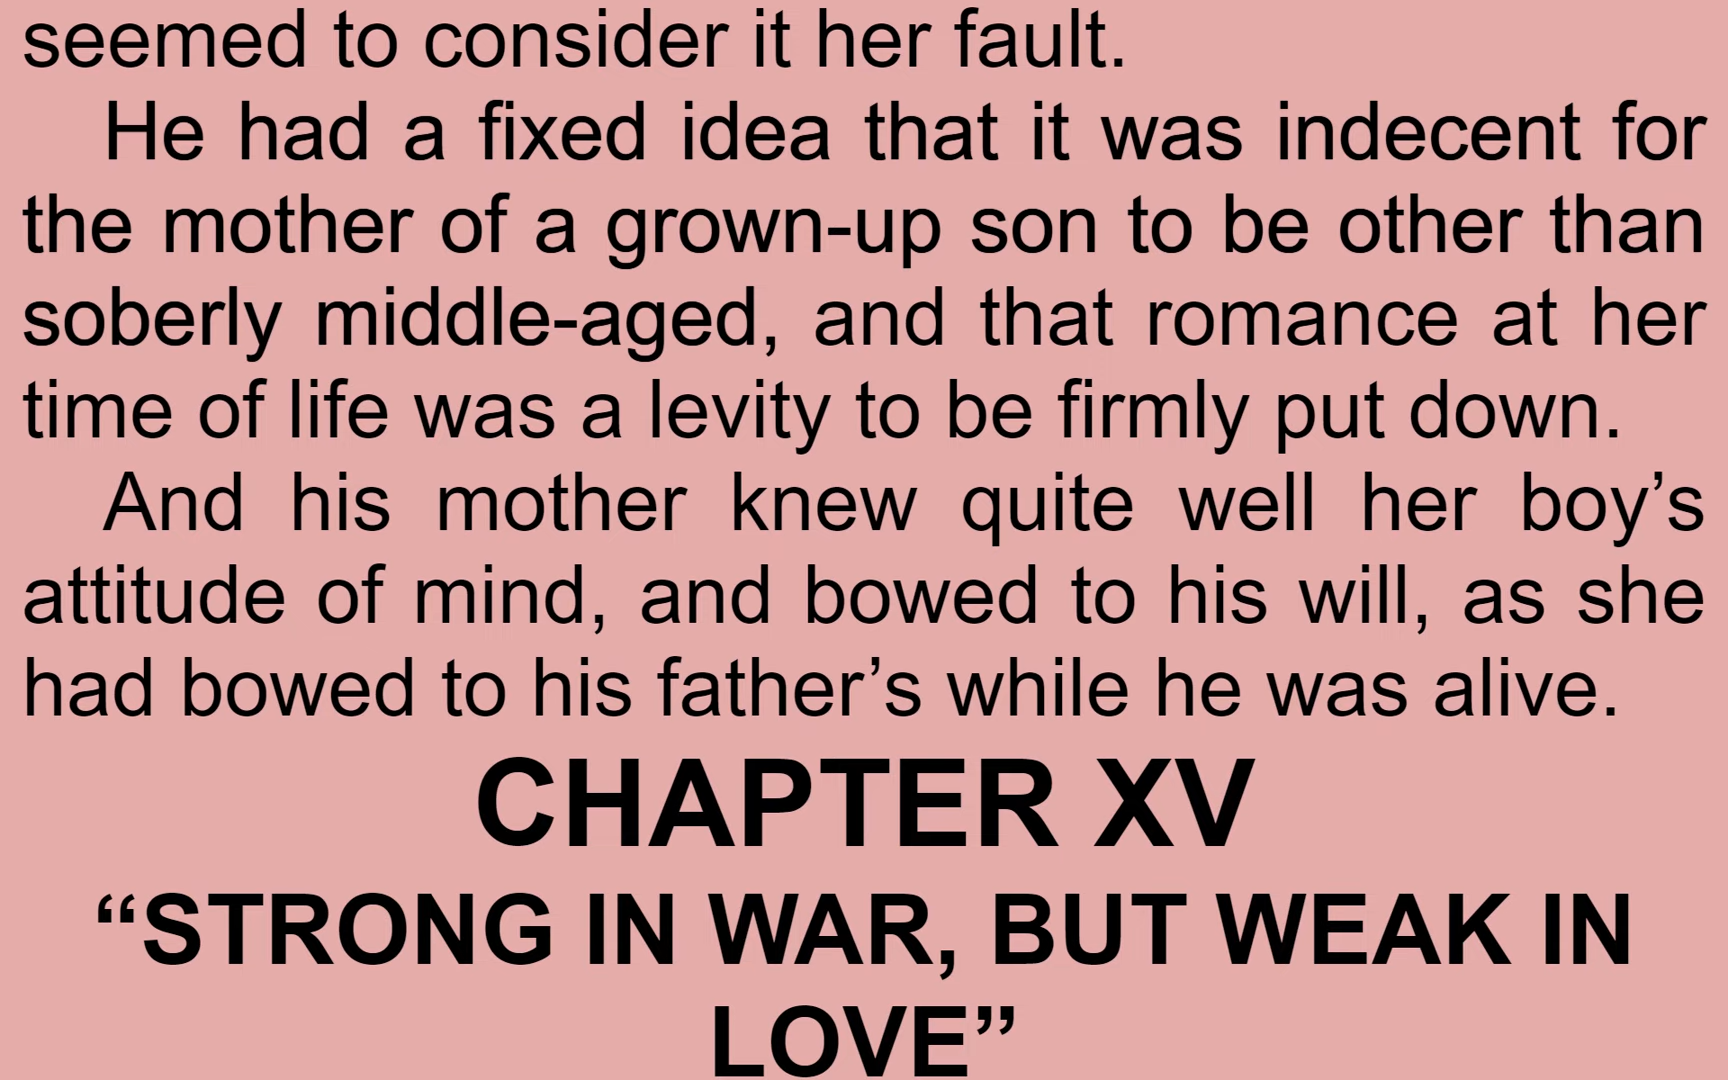 seemed to consider it her fault.
He had a fixed idea that it was indecent for
the mother of a grown-up son to be other than
soberly middle-aged, and that romance at her
time of life was a levity to be firmly put down.
And his mother knew quite well her boy’s
attitude of mind, and bowed to his will, as she
had bowed to his father’s while he was alive.
CHAPTER XV
“STRONG IN WAR, BUT WEAK IN
LOVE”